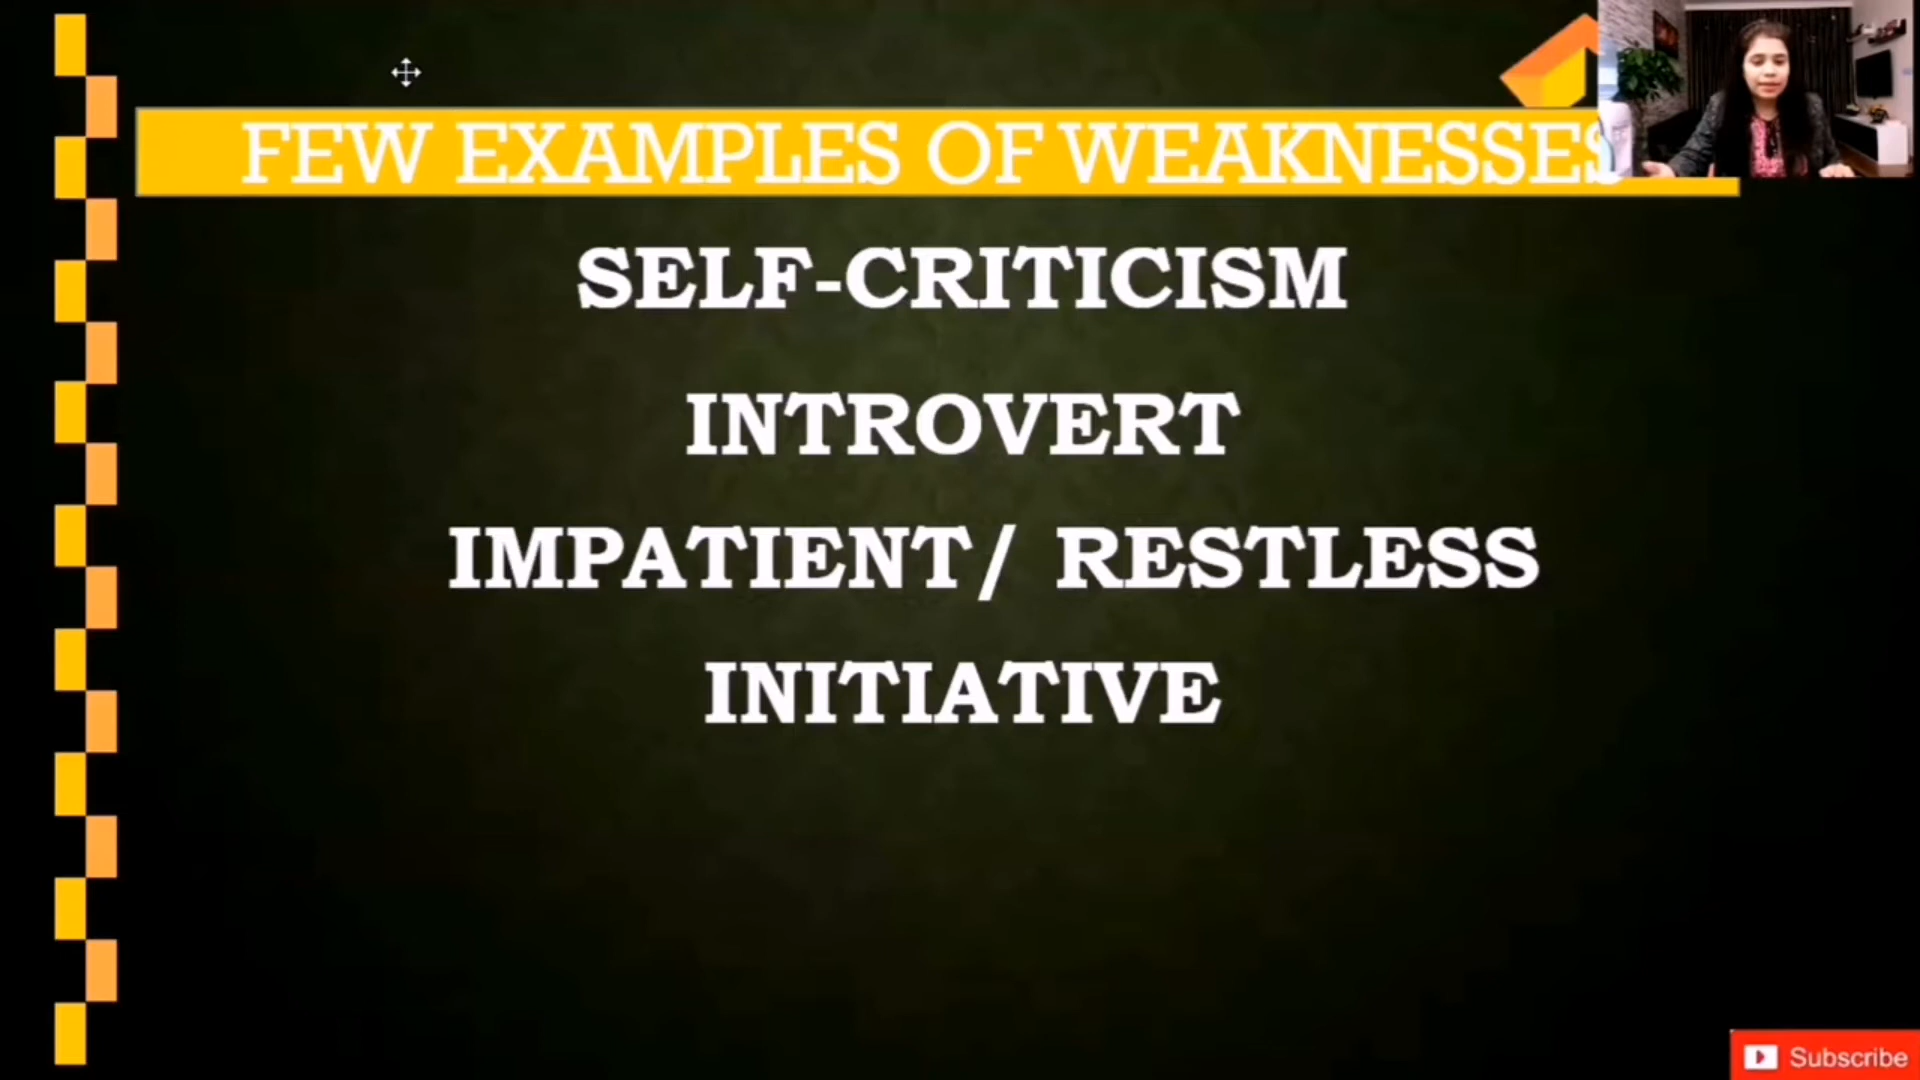 FEW EXAMPLES OF WEAKNESSES
SELF-CRITICISM
INTROVERT
IMPATIENT/ RESTLESS
INITIATIVE
Subscribe